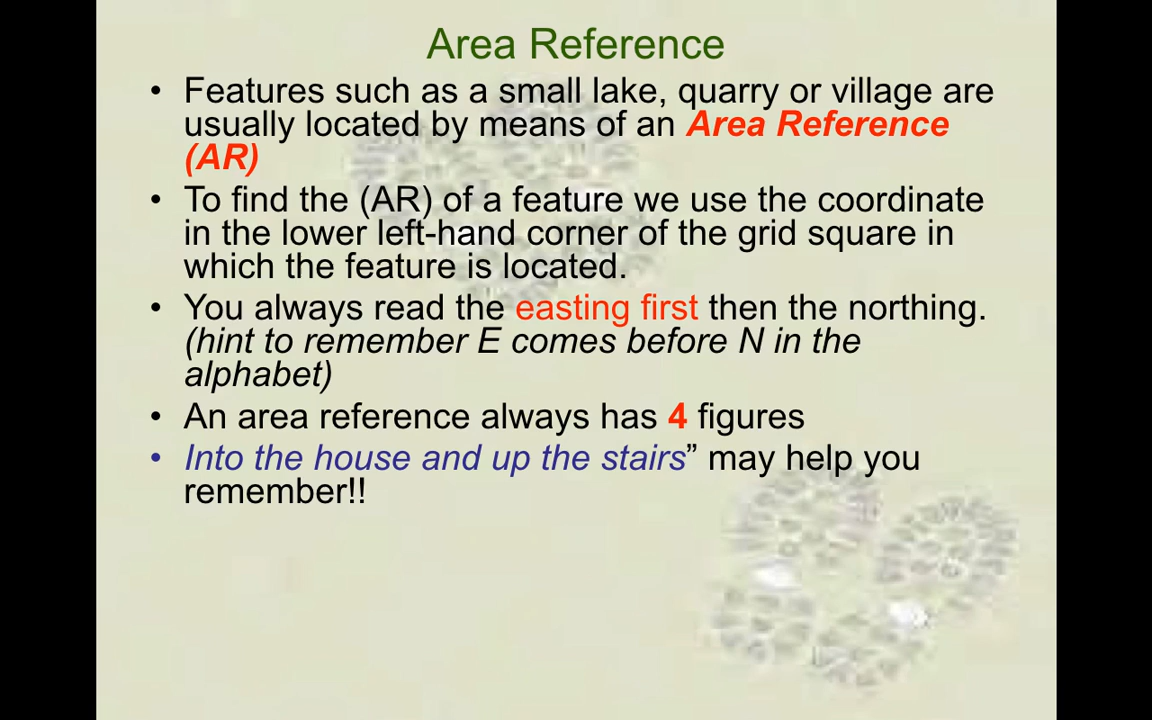 Area Reference
• Features such as a small lake, quarry or village are
usually located by means of an Area Reference
(AR)
• To find the (AR) of a feature we use the coordinate
in the lower left-hand corner of the grid square in
which the feature is located.
• You always read the easting first then the northing.
(hint to remember E comes before N in the
alphabet)
• An area reference always has 4 figures
• Into the house and up the stairs” may help you
remember!!